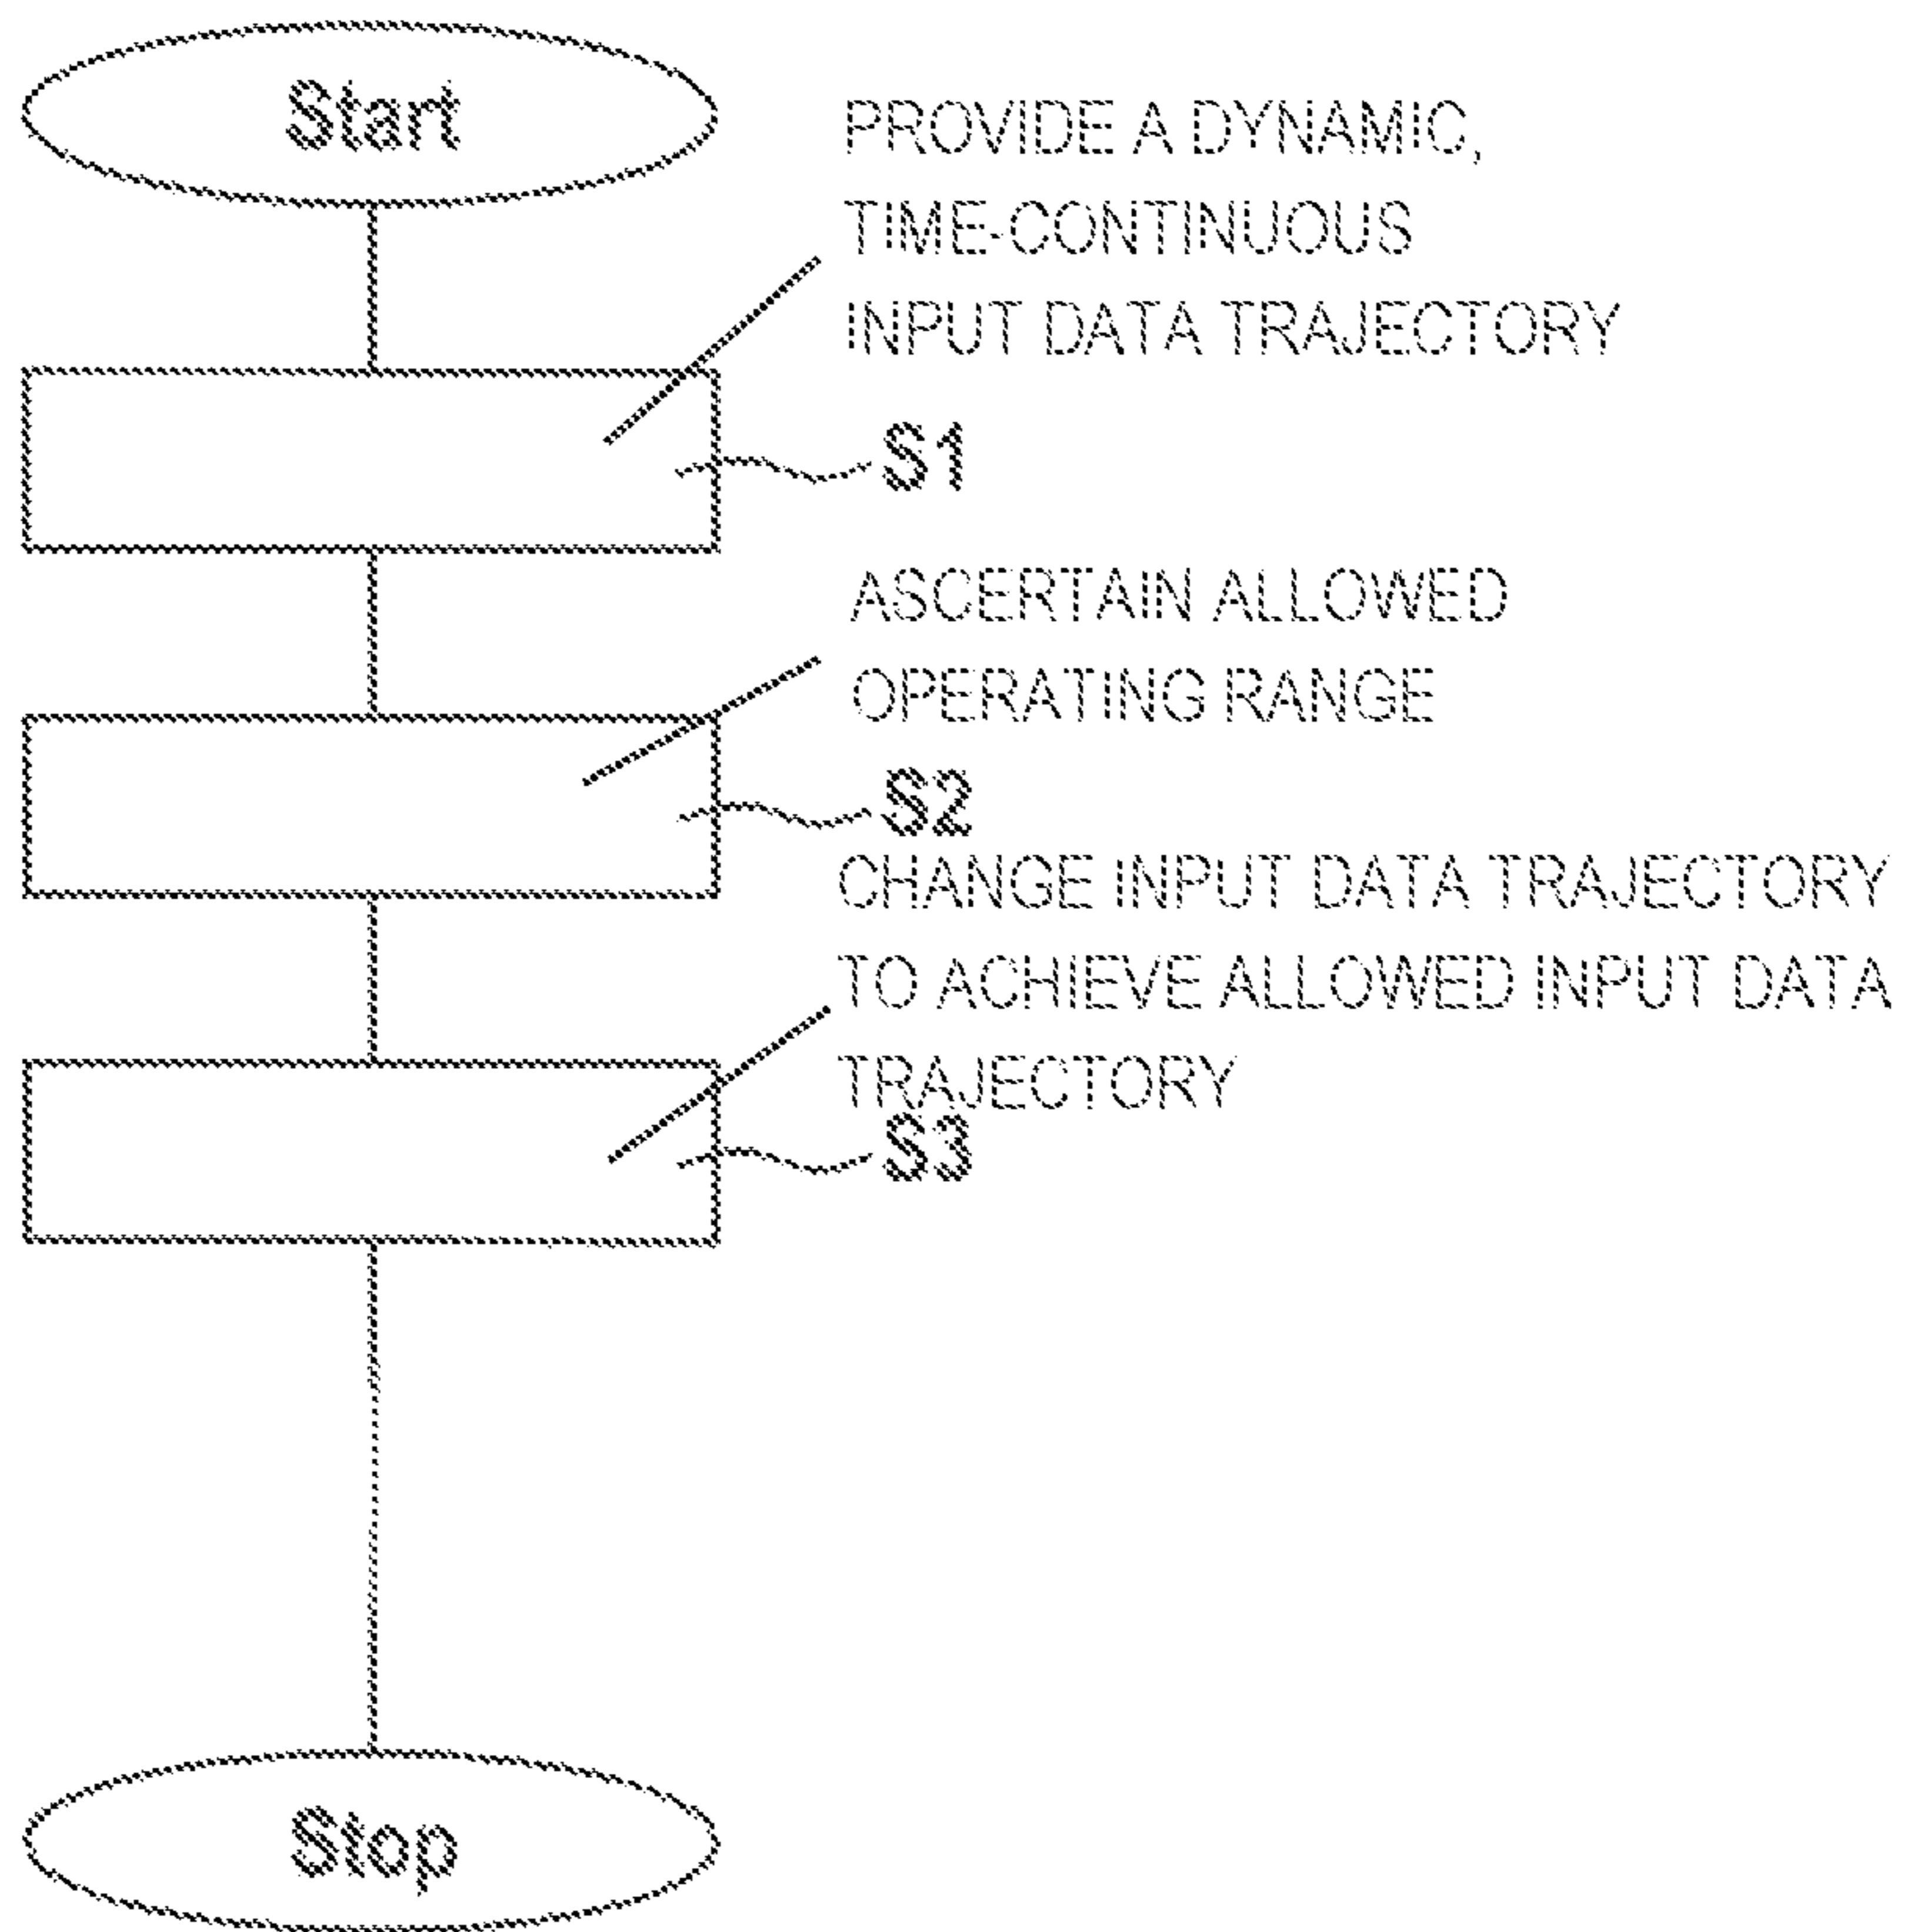 Start
PROVIDE A DYNAMIC,
TIME-CONTINUOUS
INPUT DATA TRAJECTORY
S1
ASCERTAIN ALLOWED
OPERATING RANGE
S2
CHANGE INPUT DATA TRAJECTORY
TO ACHIEVE ALLOWED INPUT DATA
TRAJECTORY
S3
Stop